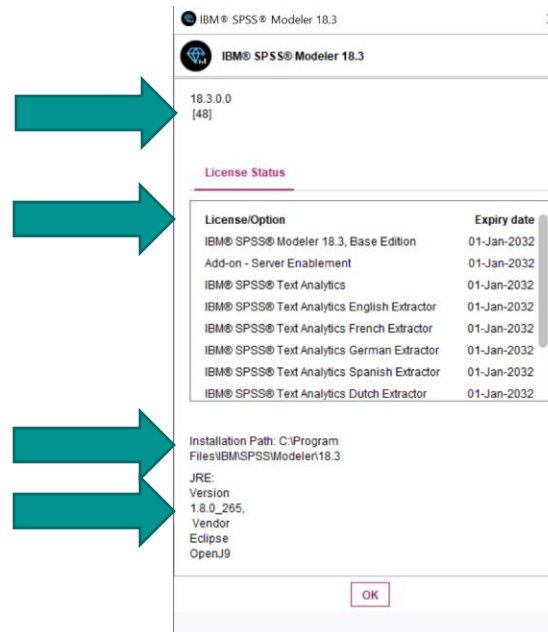 IBM® SPSS® Modeler 18.3
IBM® SPSS® Modeler 18.3
18.3.0.0
[48]
License Status
License/Option Expiry date
IBM® SPSS® Modeler 18.3, Base Edition 01-Jan-2032
Add-on - Server Enablement 01-Jan-2032
IBM® SPSS® Text Analytics 01-Jan-2032
IBM® SPSS® Text Analytics English Extractor 01-Jan-2032
IBM® SPSS® Text Analytics French Extractor 01-Jan-2032
IBM® SPSS® Text Analytics German Extractor 01-Jan-2032
IBM® SPSS® Text Analytics Spanish Extractor 01-Jan-2032
IBM® SPSS® Text Analytics Dutch Extractor 01-Jan-2032
Installation Path: C:\Program
Files\IBM\SPSS\Modeler\18.3
JRE:
Version
1.8.0_265,
Vendor
Eclipse
OpenJ9
OK